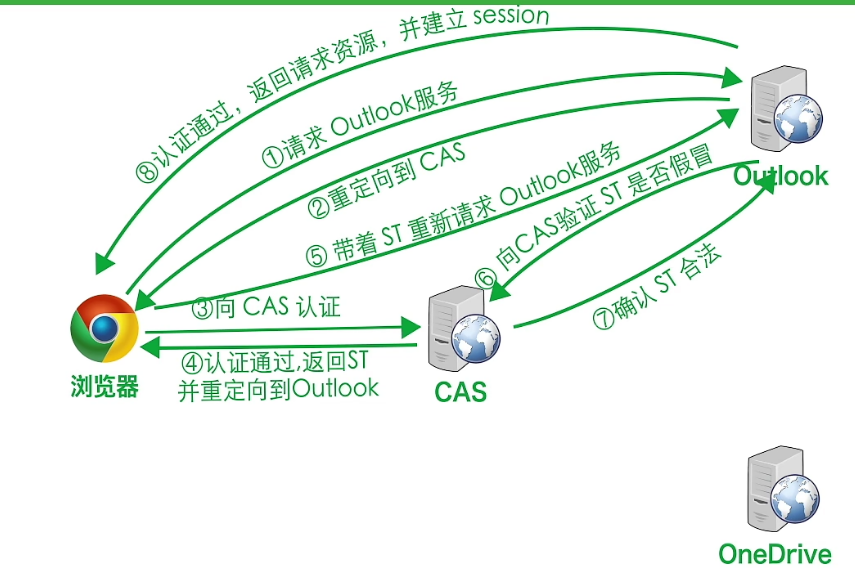 ⑧认证通过，返回请求资源，并建立 session
①请求 Outlook服务
②重定向到 CAS
⑤ 带着 ST 重新请求 Outlook服务
⑥ 向CAS验证 ST 是否假冒
⑦确认 ST 合法
Outlook
③向 CAS 认证
④认证通过,返回ST
并重定向到Outlook
浏览器
CAS
OneDrive